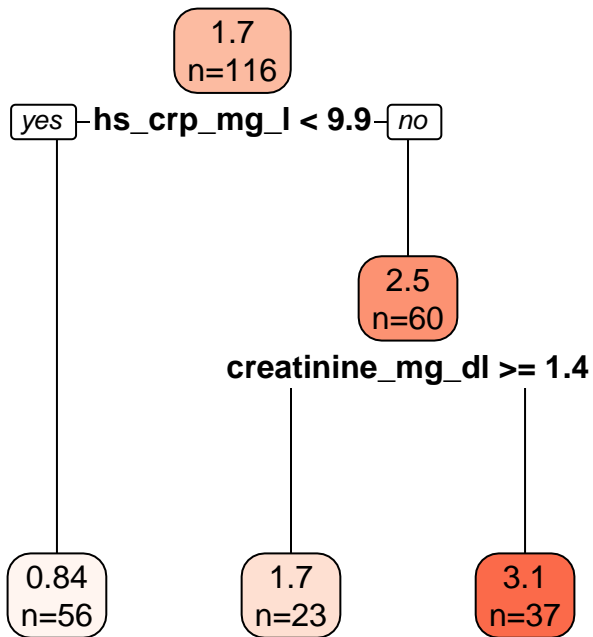 1.7
n=116
yes hs_crp_mg_l < 9.9 no
2.5
n=60
creatinine_mg_dl >= 1.4
0.84
n=56
1.7
n=23
3.1
n=37